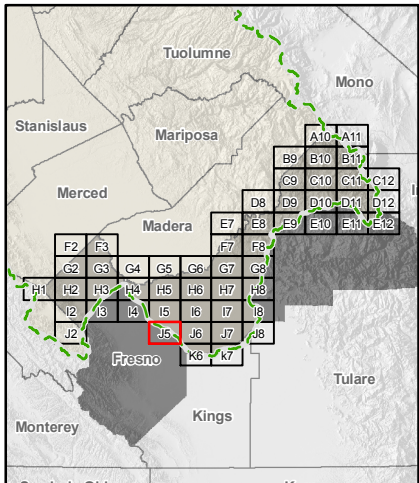 Tuolumne
Mono
Stanislaus
A10 A11
Mariposa
B9 B10 B11
C9 C10 C11 C12
Merced
D8 D9 D10 D11 D12
Madera
E7 E8 E9 E10 E11 E12
F2 F3 F7 F8
G2 G3 G4 G5 G6 G7 G8
H1 H2 H3 H4 H5 H6 H7 H8
I2 I3 I4 I5 I6 I7 I8
J2 J5 J6 J7 J8
Fresno K6 k7
Tulare
Kings
Monterey